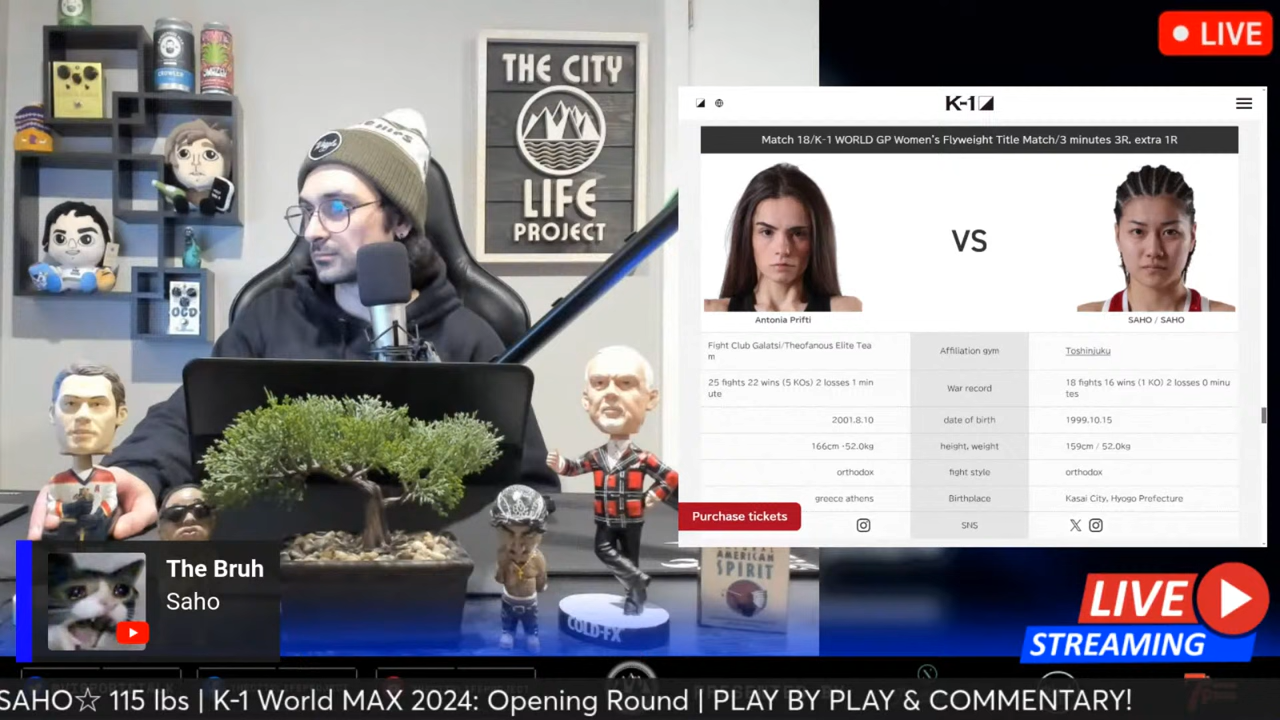 THE CITY
LIFE
PROJECT
LIVE
K-1
Match 18/K-1 WORLD GP Women's Flyweight Title Match/3 minutes 3R. extra 1R
VS
Antonia Prifti
SAHO / SAHO
Fight Club Galatsi/Theofanous Elite Tea
m
Affiliation gym
Toshinjuku
25 fights 22 wins (5 KOs) 2 losses 1 min
ute
War record
18 fights 16 wins (1 KO) 2 losses 0 minu
tes
2001.8.10
date of birth
1999.10.15
166cm -52.0kg
height, weight
159cm / 52.0kg
orthodox
fight style
orthodox
greece athens
Birthplace
Kasai City, Hyogo Prefecture
SNS
Purchase tickets
OCD
AMERICAN
SPIRIT
COLD-FX
The Bruh
Saho
LIVE
STREAMING
SAHO☆ 115 lbs | K-1 World MAX 2024: Opening Round | PLAY BY PLAY & COMMENTARY!